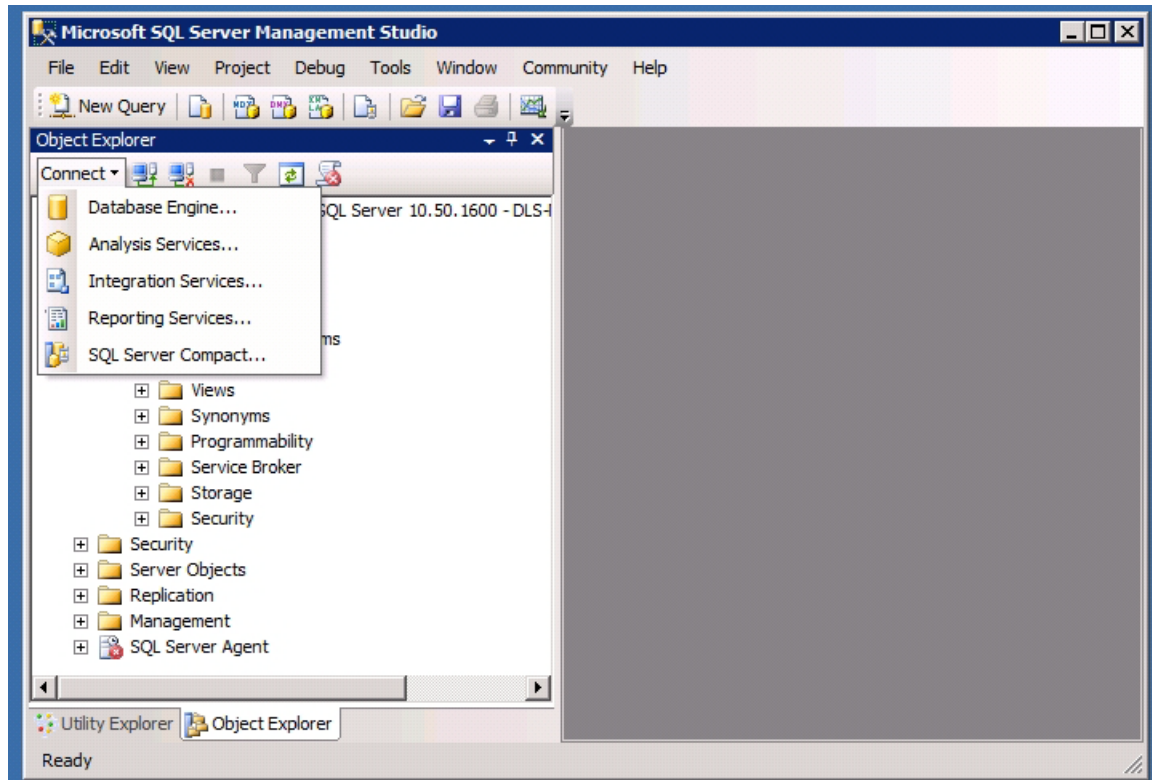 Microsoft SQL Server Management Studio
File Edit View Project Debug Tools Window Community Help
New Query
Object Explorer
Connect
Database Engine...
SQL Server 10.50.1600 - DLS-
Analysis Services...
Integration Services...
Reporting Services...
ms
SQL Server Compact...
Views
Synonyms
Programmability
Service Broker
Storage
Security
Security
Server Objects
Replication
Management
SQL Server Agent
Utility Explorer Object Explorer
Ready